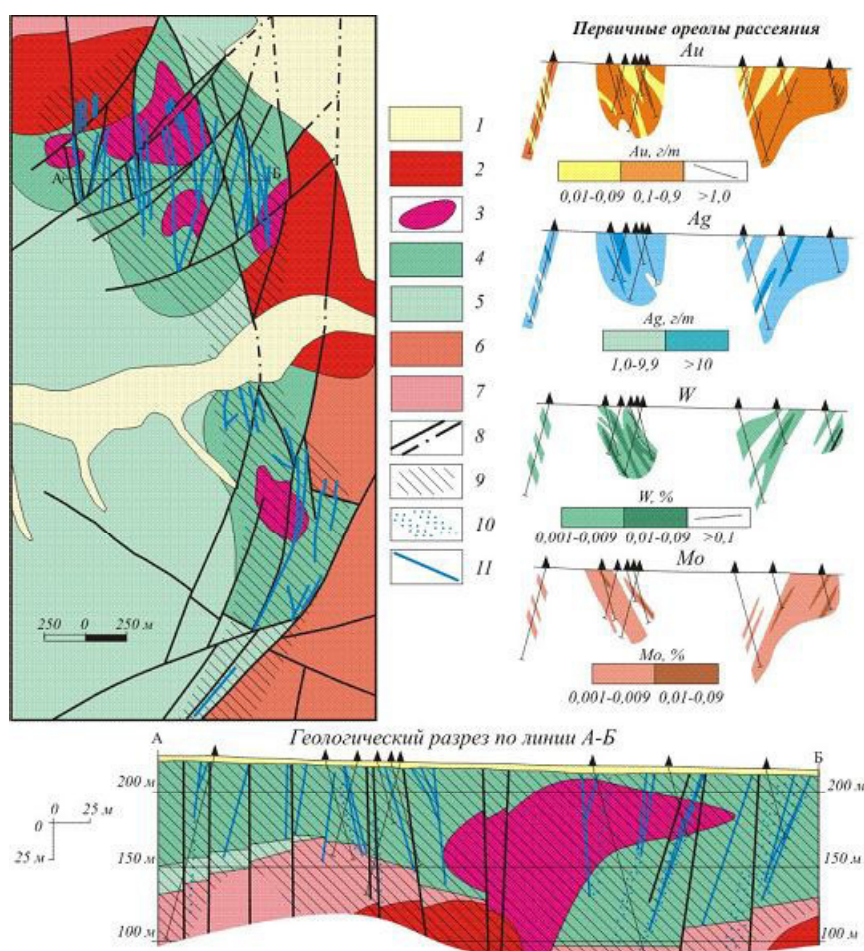 Первичные ореолы рассеяния
Au
Au, г/т
0,01-0,09 0,1-0,9 >1,0
Ag
Ag, г/т
1,0-9,9 >10
W
W, %
0,001-0,009 0,01-0,09 >0,1
Mo
Mo, %
0,001-0,009 0,01-0,09
1
2
3
4
5
6
7
8
9
10
11
А Б
250 0 250 м
А Геологический разрез по линии А-Б Б
200 м 200 м
0 25 м
0
25 м
150 м 150 м
100 м 100 м